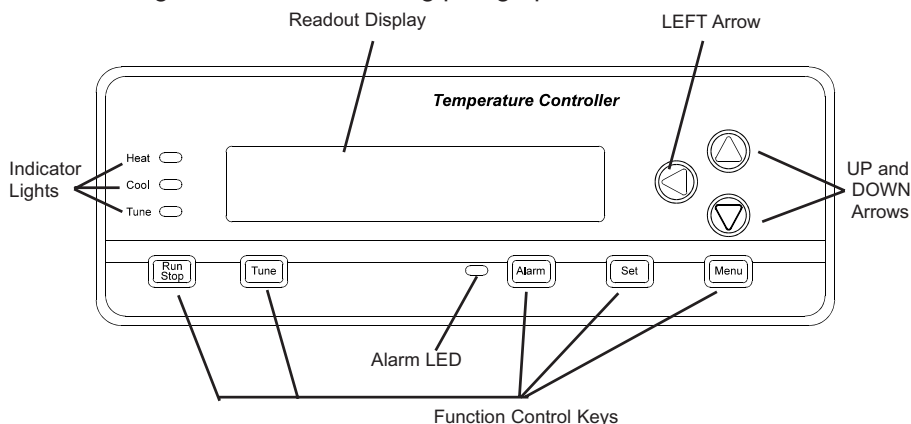 Readout Display
LEFT Arrow
Temperature Controller
Indicator
Lights
Heat
Cool
Tune
UP and
DOWN
Arrows
Run
Stop
Tune
Alarm
Set
Menu
Alarm LED
Function Control Keys